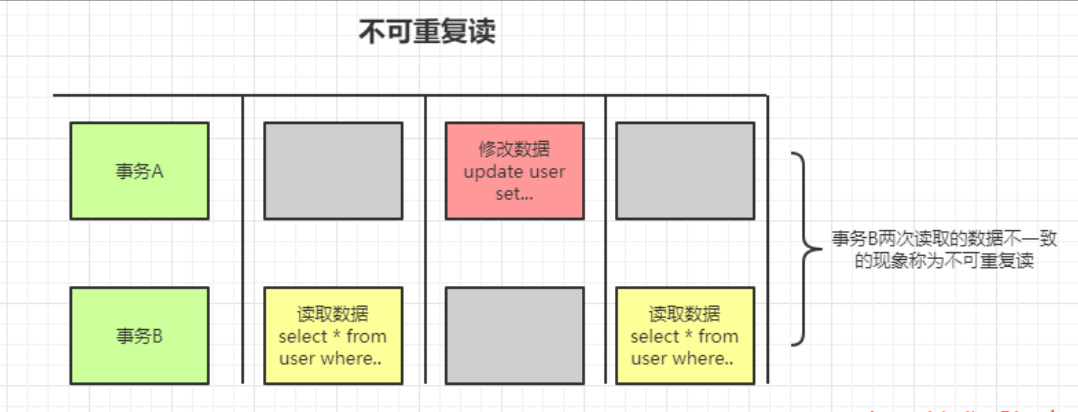 不可重复读
事务A
修改数据
update user
set...
事务B两次读取的数据不一致
的现象称为不可重复读
事务B
读取数据
select * from
user where..
读取数据
select * from
user where..